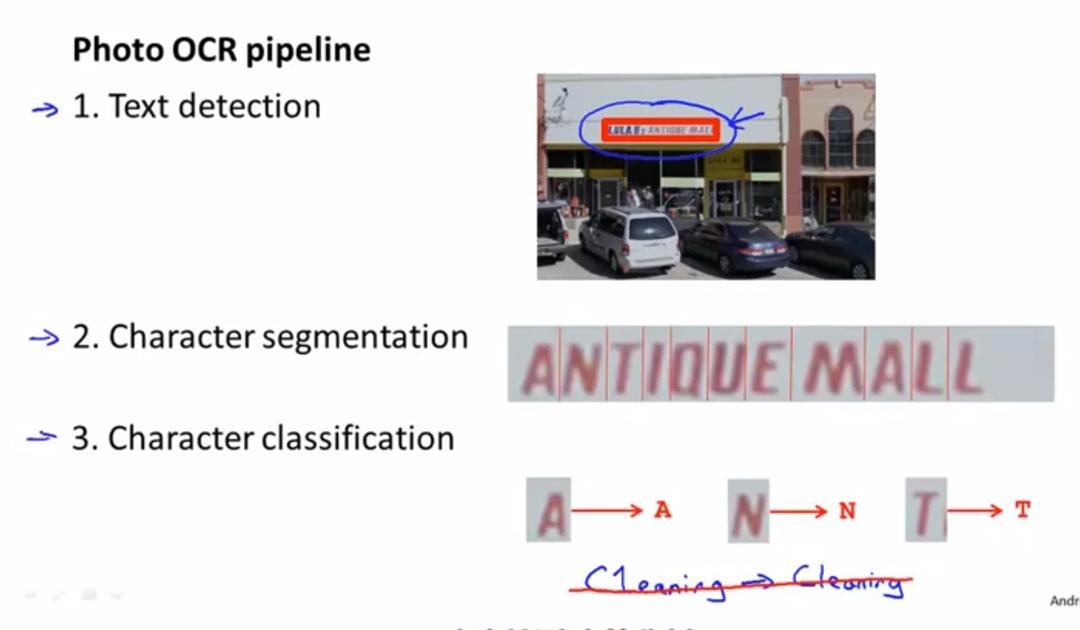 Photo OCR pipeline
1. Text detection
LULA B's ANTIQUE MALL
2. Character segmentation
ANTIQUE MALL
3. Character classification
A → A N → N T → T
C1eaning → Cleaning
Andr